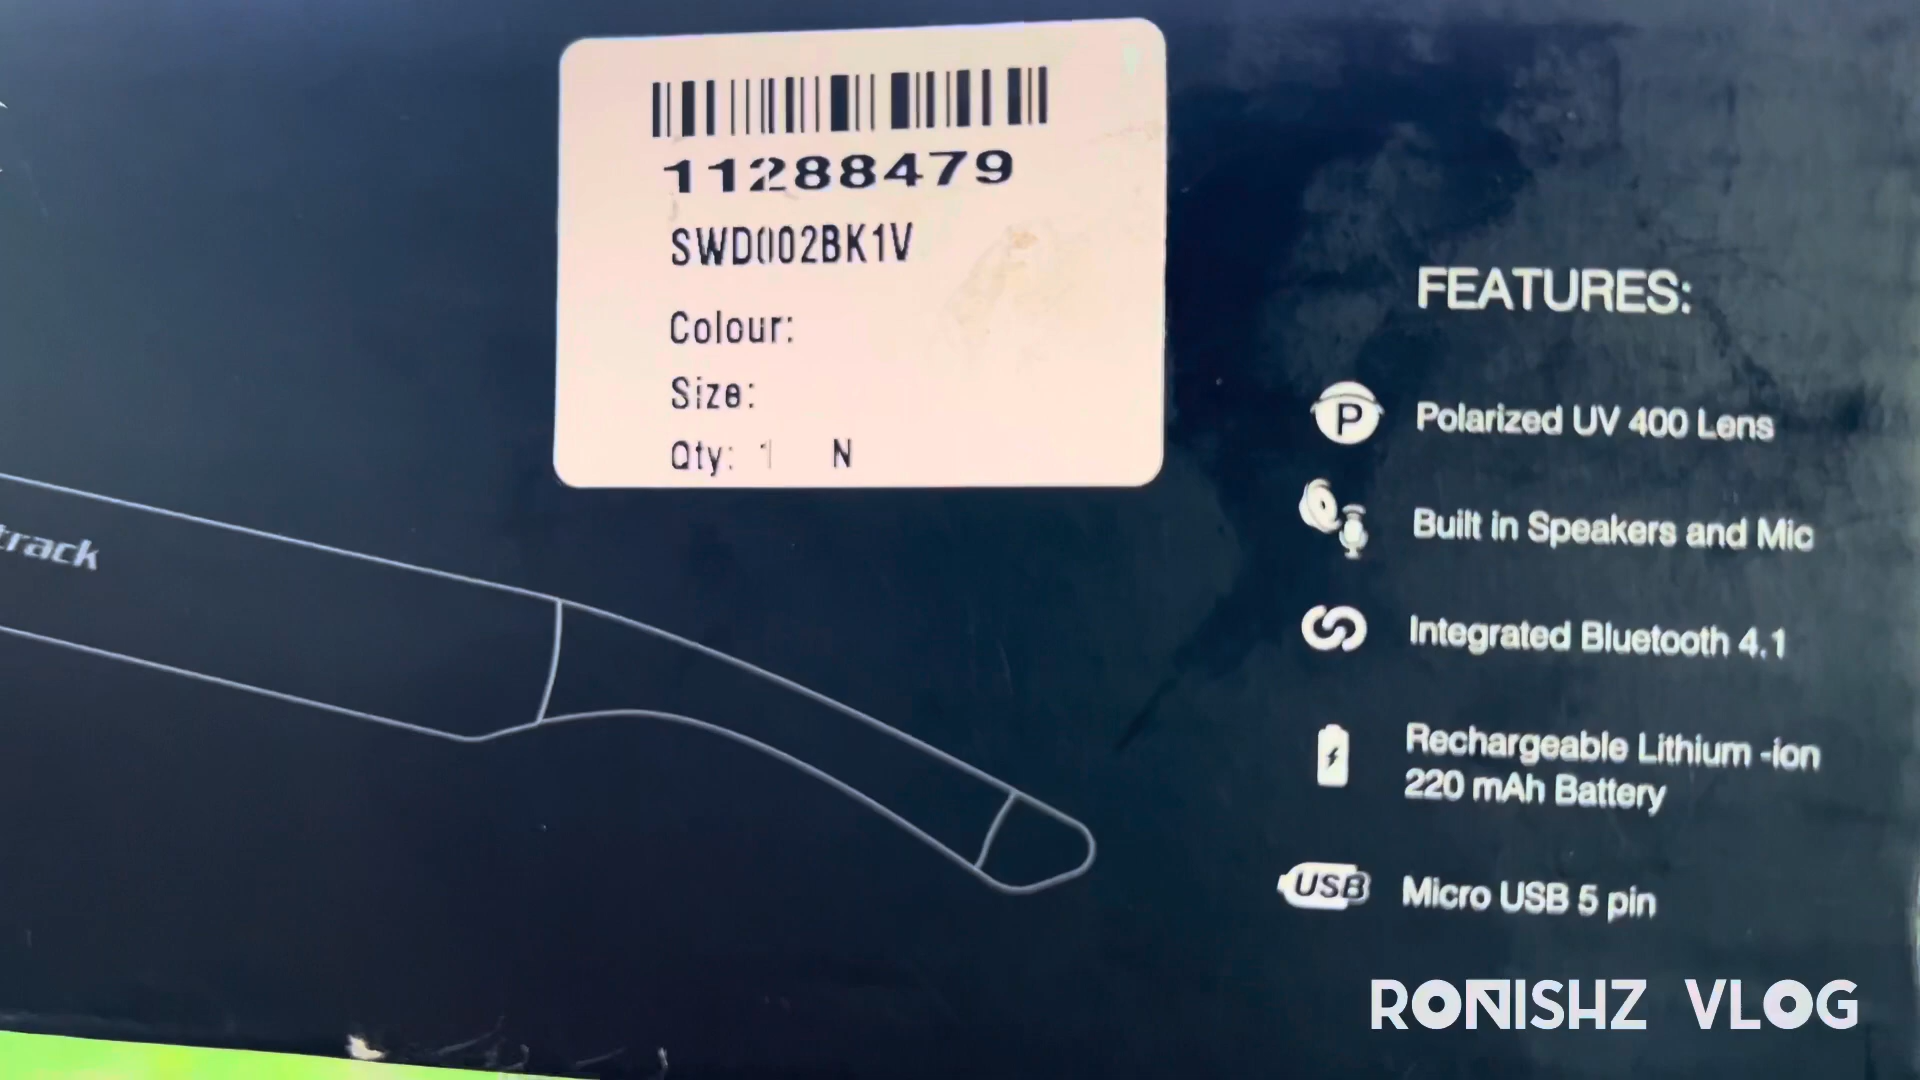 11288479
SWD002BK1V
Colour:
Size:
Qty: 1 N
track
FEATURES:
P
Polarized UV 400 Lens
Built in Speakers and Mic
Integrated Bluetooth 4.1
Rechargeable Lithium -ion
220 mAh Battery
USB
Micro USB 5 pin
RONISHZ VLOG